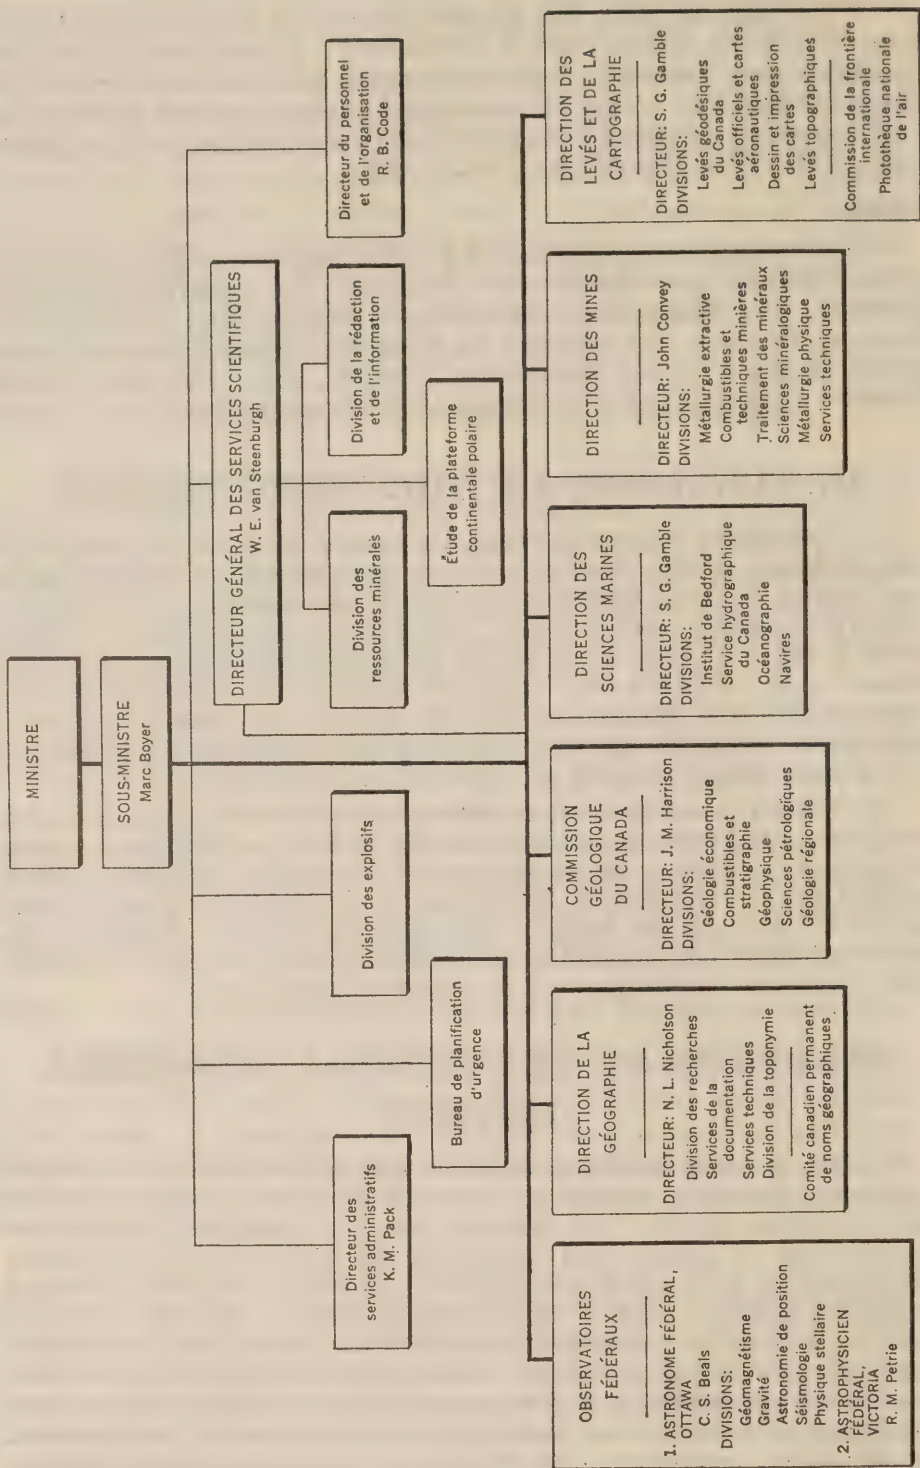 MINISTRE
SOUS-MINISTRE
Marc Boyer
DIRECTEUR GÉNÉRAL DES SERVICES SCIENTIFIQUES
W. E. van Steenburgh
Directeur des
services administratifs
K. M. Pack
Division des explosifs
Division des
ressources minérales
Division de la rédaction
et de l'information
Directeur du personnel
et de l'organisation
R. B. Code
Bureau de planification
d'urgence
Étude de la plateforme
continentale polaire
OBSERVATOIRES
FÉDÉRAUX
1. ASTRONOME FÉDÉRAL,
OTTAWA
C. S. Beals
DIVISIONS:
Géomagnétisme
Gravité
Astronomie de position
Séismologie
Physique stellaire
2. ASTROPHYSICIEN
FÉDÉRAL,
VICTORIA
R. M. Petrie
DIRECTION DE LA
GÉOGRAPHIE
DIRECTEUR: N. L. Nicholson
Division des recherches
Services de la
documentation
Services techniques
Division de la toponymie
Comité canadien permanent
de noms géographiques
COMMISSION
GÉOLOGIQUE
DU CANADA
DIRECTEUR: J. M. Harrison
DIVISIONS:
Géologie économique
Combustibles et
stratigraphie
Géophysique
Sciences pétrologiques
Géologie régionale
DIRECTION DES
SCIENCES MARINES
DIRECTEUR: S. G. Gamble
DIVISIONS:
Institut de Bedford
Service hydrographique
du Canada
Océanographie
Navires
DIRECTION DES MINES
DIRECTEUR: John Convey
DIVISIONS:
Métallurgie extractive
Combustibles et
techniques minières
Traitement des minéraux
Sciences minéralogiques
Métallurgie physique
Services techniques
DIRECTION DES
LEVÉS ET DE LA
CARTOGRAPHIE
DIRECTEUR: S. G. Gamble
DIVISIONS:
Levés géodésiques
du Canada
Levés officiels et cartes
aéronautiques
Dessin et impression
des cartes
Levés topographiques
Commission de la frontière
internationale
Photothèque nationale
de l'air